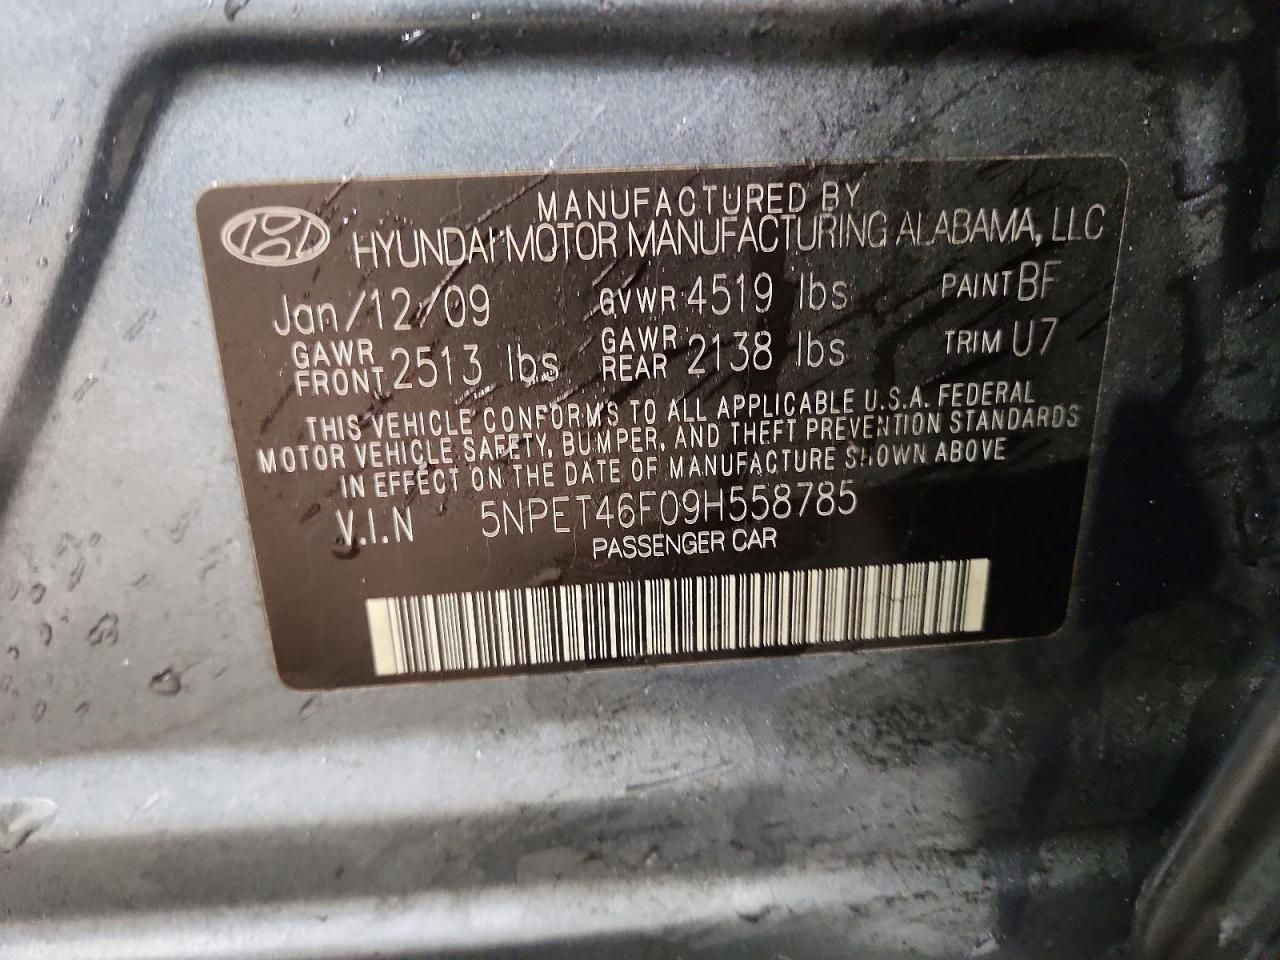 MANUFACTURED BY
HYUNDAI MOTOR MANUFACTURING ALABAMA, LLC
Jan/12/09 GVWR 4519 lbs PAINT BF
GAWR FRONT 2513 lbs GAWR REAR 2138 lbs TRIM U7
THIS VEHICLE CONFORMS TO ALL APPLICABLE U.S.A. FEDERAL
MOTOR VEHICLE SAFETY, BUMPER, AND THEFT PREVENTION STANDARDS
IN EFFECT ON THE DATE OF MANUFACTURE SHOWN ABOVE
V.I.N 5NPET46F09H558785
PASSENGER CAR